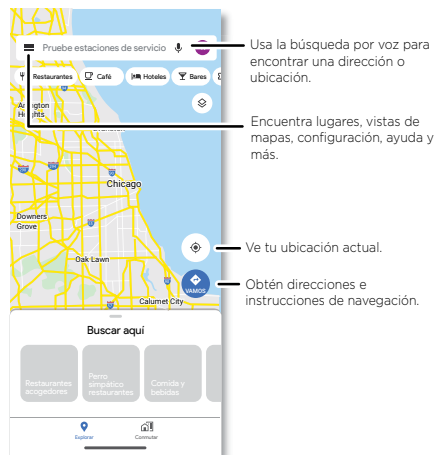 Pruebe estaciones de servicio
Restaurantes
Café
Hoteles
Bares
Usa la búsqueda por voz para
encontrar una dirección o
ubicación.
Encuentra lugares, vistas de
mapas, configuración, ayuda y
más.
Chicago
Downers
Grove
Oak Lawn
Calumet City
Ve tu ubicación actual.
VAMOS
Obtén direcciones e
instrucciones de navegación.
Buscar aquí
Restaurantes
acogedores
Perro
simpático
restaurantes
Comida y
bebidas
Explorar
Conmutar